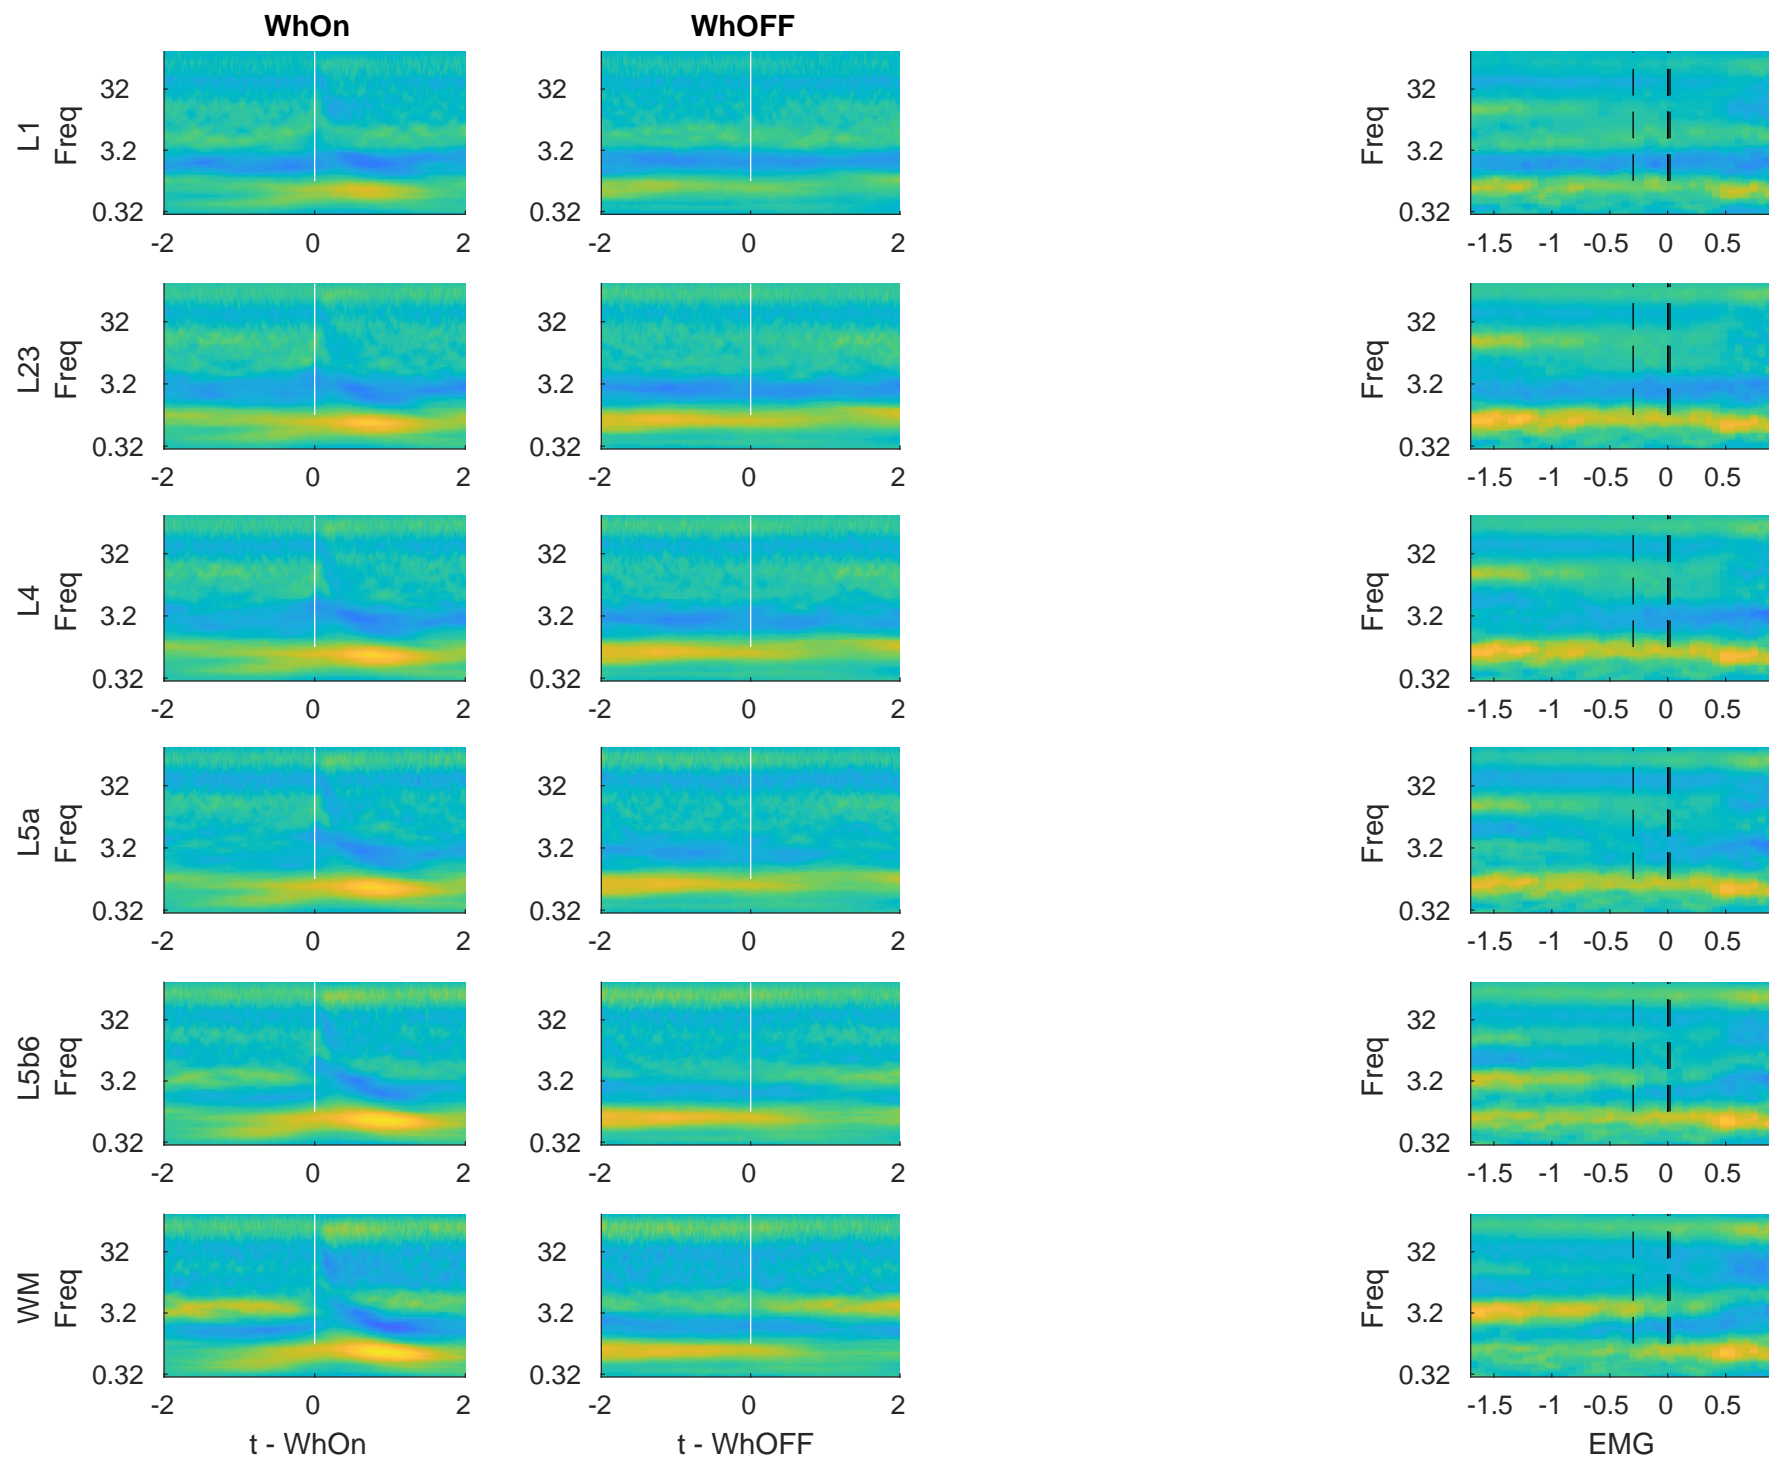 WhOn WhOFF
L1 Freq 32 3.2 0.32 -2 0 2
32 3.2 0.32 -2 0 2
Freq 32 3.2 0.32 -1.5 -1 -0.5 0 0.5
L23 Freq 32 3.2 0.32 -2 0 2
32 3.2 0.32 -2 0 2
Freq 32 3.2 0.32 -1.5 -1 -0.5 0 0.5
L4 Freq 32 3.2 0.32 -2 0 2
32 3.2 0.32 -2 0 2
Freq 32 3.2 0.32 -1.5 -1 -0.5 0 0.5
L5a Freq 32 3.2 0.32 -2 0 2
32 3.2 0.32 -2 0 2
Freq 32 3.2 0.32 -1.5 -1 -0.5 0 0.5
L5b6 Freq 32 3.2 0.32 -2 0 2
32 3.2 0.32 -2 0 2
Freq 32 3.2 0.32 -1.5 -1 -0.5 0 0.5
WM Freq 32 3.2 0.32 -2 0 2
32 3.2 0.32 -2 0 2
Freq 32 3.2 0.32 -1.5 -1 -0.5 0 0.5
t - WhOn t - WhOFF EMG